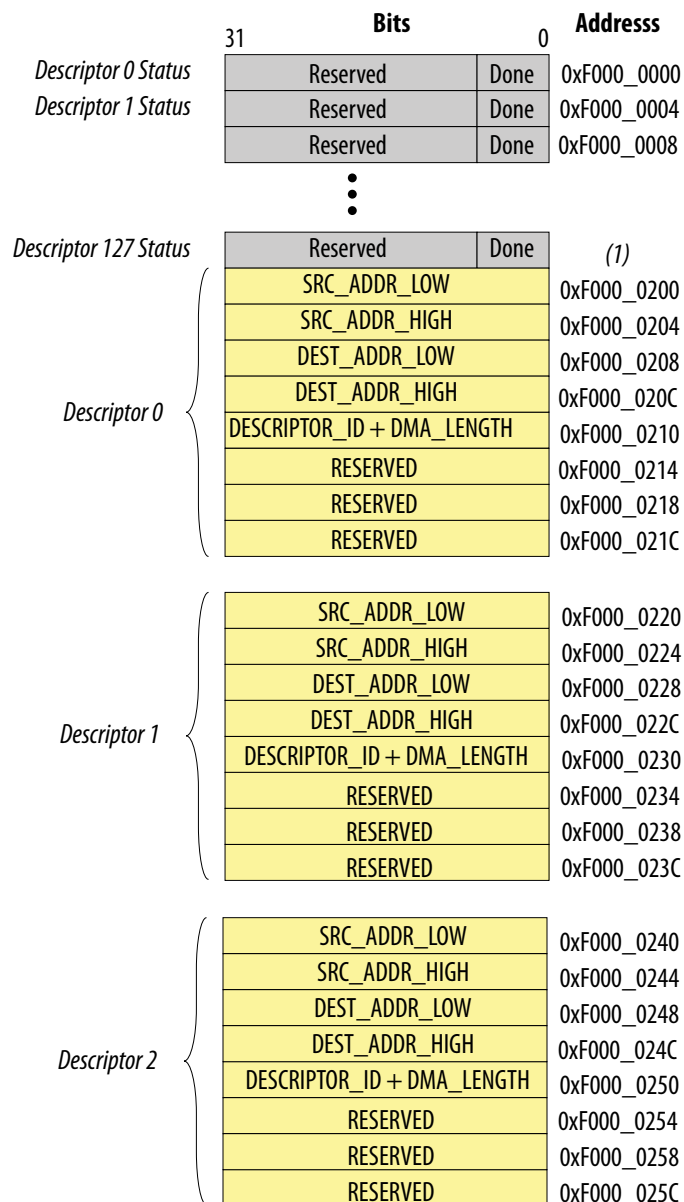 Bits Addresss
31 0
Descriptor 0 Status Reserved Done 0xF000_0000
Descriptor 1 Status Reserved Done 0xF000_0004
Reserved Done 0xF000_0008
Descriptor 127 Status Reserved Done (1)
SRC_ADDR_LOW 0xF000_0200
SRC_ADDR_HIGH 0xF000_0204
DEST_ADDR_LOW 0xF000_0208
DEST_ADDR_HIGH 0xF000_020C
Descriptor 0
DESCRIPTOR_ID + DMA_LENGTH 0xF000_0210
RESERVED 0xF000_0214
RESERVED 0xF000_0218
RESERVED 0xF000_021C
SRC_ADDR_LOW 0xF000_0220
SRC_ADDR_HIGH 0xF000_0224
DEST_ADDR_LOW 0xF000_0228
DEST_ADDR_HIGH 0xF000_022C
Descriptor 1
DESCRIPTOR_ID + DMA_LENGTH 0xF000_0230
RESERVED 0xF000_0234
RESERVED 0xF000_0238
RESERVED 0xF000_023C
SRC_ADDR_LOW 0xF000_0240
SRC_ADDR_HIGH 0xF000_0244
DEST_ADDR_LOW 0xF000_0248
DEST_ADDR_HIGH 0xF000_024C
Descriptor 2
DESCRIPTOR_ID + DMA_LENGTH 0xF000_0250
RESERVED 0xF000_0254
RESERVED 0xF000_0258
RESERVED 0xF000_025C